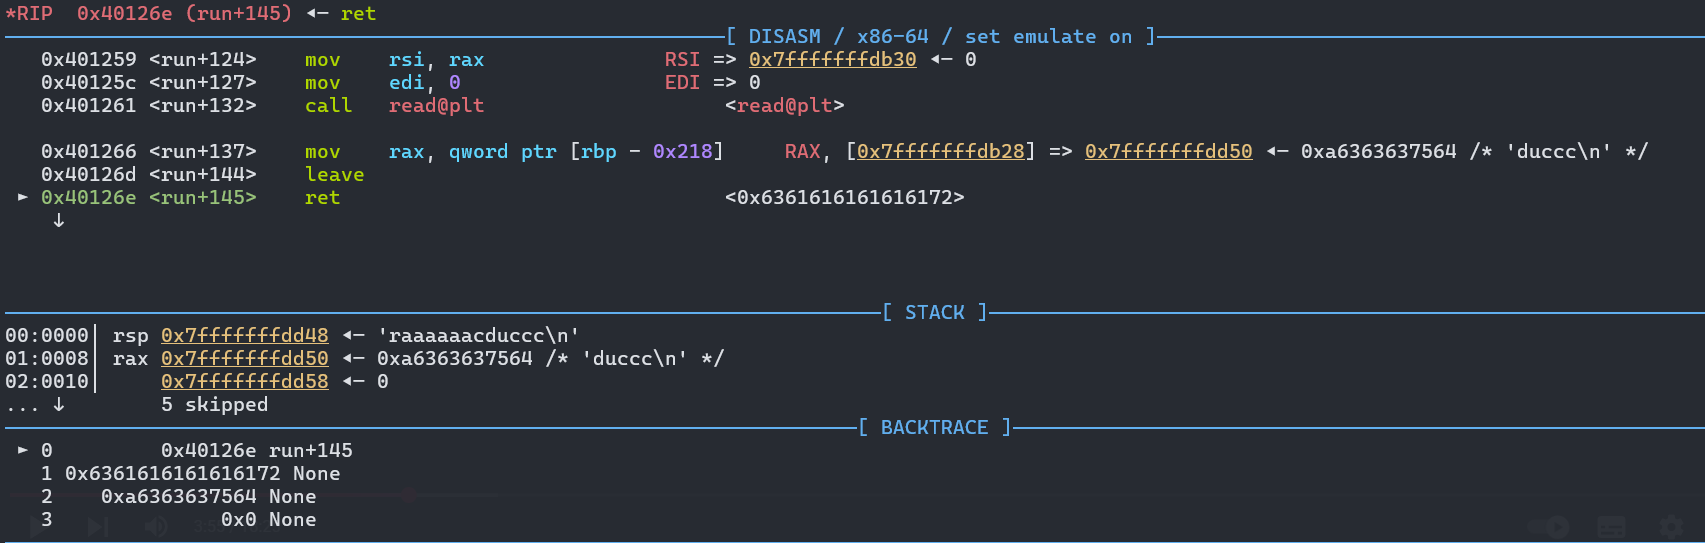 *RIP  0x40126e (run+145) ◂— ret
[ DISASM / x86-64 / set emulate on ]
   0x401259 <run+124>    mov    rsi, rax               RSI => 0x7fffffffdb30 ◂— 0
   0x40125c <run+127>    mov    edi, 0                 EDI => 0
   0x401261 <run+132>    call   read@plt                    <read@plt>
   0x401266 <run+137>    mov    rax, qword ptr [rbp - 0x218]     RAX, [0x7fffffffdb28] => 0x7fffffffdd50 ◂— 0xa6363637564 /* 'duccc\n' */
   0x40126d <run+144>    leave
 ► 0x40126e <run+145>    ret                                <0x6361616161616172>
    ↓
[ STACK ]
00:0000│ rsp 0x7fffffffdd48 ◂— 'raaaaaacduccc\n'
01:0008│ rax 0x7fffffffdd50 ◂— 0xa6363637564 /* 'duccc\n' */
02:0010│     0x7fffffffdd58 ◂— 0
... ↓        5 skipped
[ BACKTRACE ]
 ► 0         0x40126e run+145
   1 0x6361616161616172 None
   2    0xa6363637564 None
   3              0x0 None